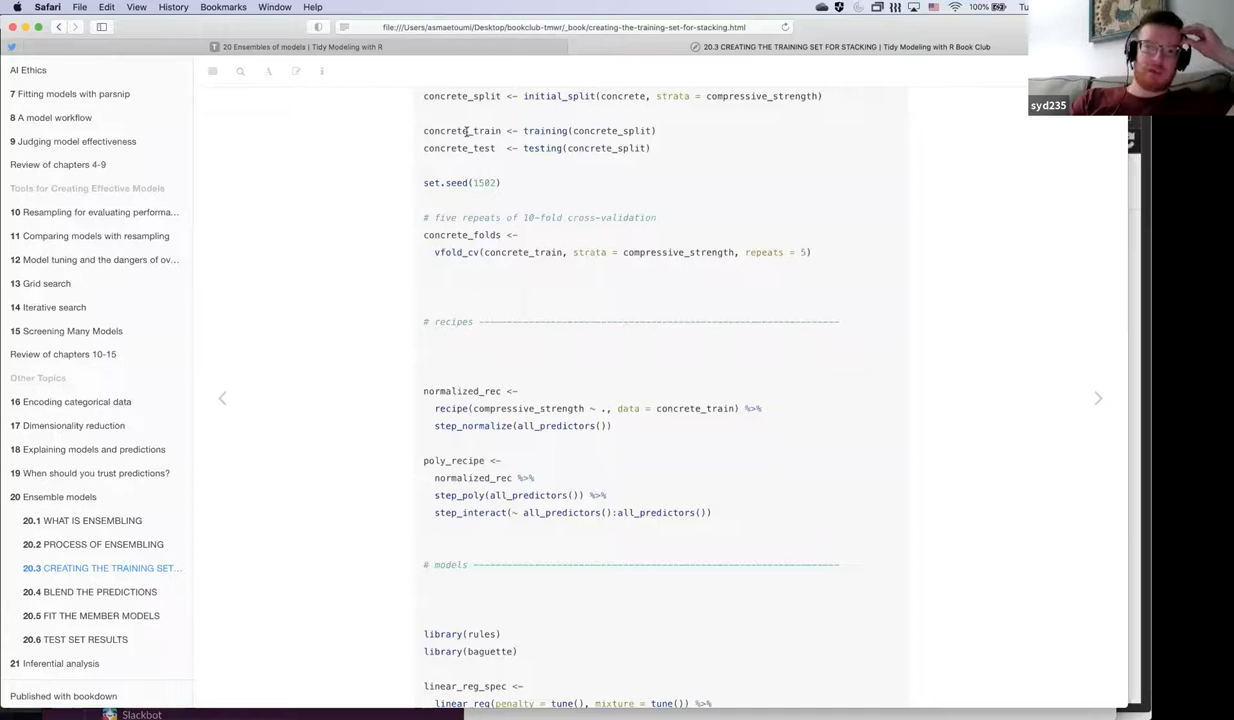 Safari File Edit View History Bookmarks Window Help 100% Tu
file:///Users/asmaetoumi/Desktop/bookclub-tmwr/_book/creating-the-training-set-for-stacking.html
T 20 Ensembles of models | Tidy Modeling with R
20.3 CREATING THE TRAINING SET FOR STACKING | Tidy Modeling with R Book Club
syd235
AI Ethics
7 Fitting models with parsnip
8 A model workflow
9 Judging model effectiveness
Review of chapters 4-9
Tools for Creating Effective Models
10 Resampling for evaluating performa...
11 Comparing models with resampling
12 Model tuning and the dangers of ov...
13 Grid search
14 Iterative search
15 Screening Many Models
Review of chapters 10-15
Other Topics
16 Encoding categorical data
17 Dimensionality reduction
18 Explaining models and predictions
19 When should you trust predictions?
20 Ensemble models
20.1 WHAT IS ENSEMBLING
20.2 PROCESS OF ENSEMBLING
20.3 CREATING THE TRAINING SET...
20.4 BLEND THE PREDICTIONS
20.5 FIT THE MEMBER MODELS
20.6 TEST SET RESULTS
21 Inferential analysis
Published with bookdown
concrete_split <- initial_split(concrete, strata = compressive_strength)
concrete_train <- training(concrete_split)
concrete_test  <- testing(concrete_split)
set.seed(1502)
# five repeats of 10-fold cross-validation
concrete_folds <-
vfold_cv(concrete_train, strata = compressive_strength, repeats = 5)
# recipes -----------------------------------------------------------------
normalized_rec <-
recipe(compressive_strength ~ ., data = concrete_train) %>%
step_normalize(all_predictors())
poly_recipe <-
normalized_rec %>%
step_poly(all_predictors()) %>%
step_interact(~ all_predictors():all_predictors())
# models ------------------------------------------------------------------
library(rules)
library(baguette)
linear_reg_spec <-
linear_reg(penalty = tune(), mixture = tune()) %>%
Slackbot